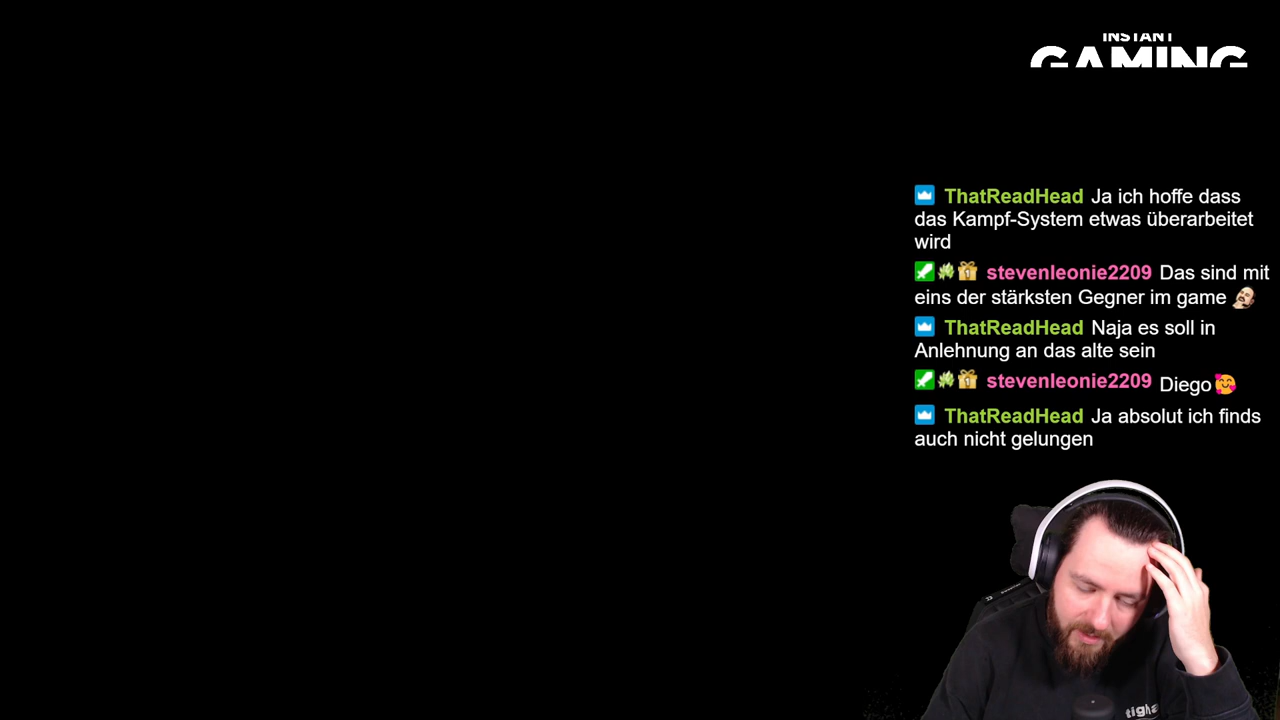 INSTANT
GAMING
ThatReadHead Ja ich hoffe dass
das Kampf-System etwas überarbeitet
wird
stevenleonie2209 Das sind mit
eins der stärksten Gegner im game
ThatReadHead Naja es soll in
Anlehnung an das alte sein
stevenleonie2209 Diego
ThatReadHead Ja absolut ich finds
auch nicht gelungen